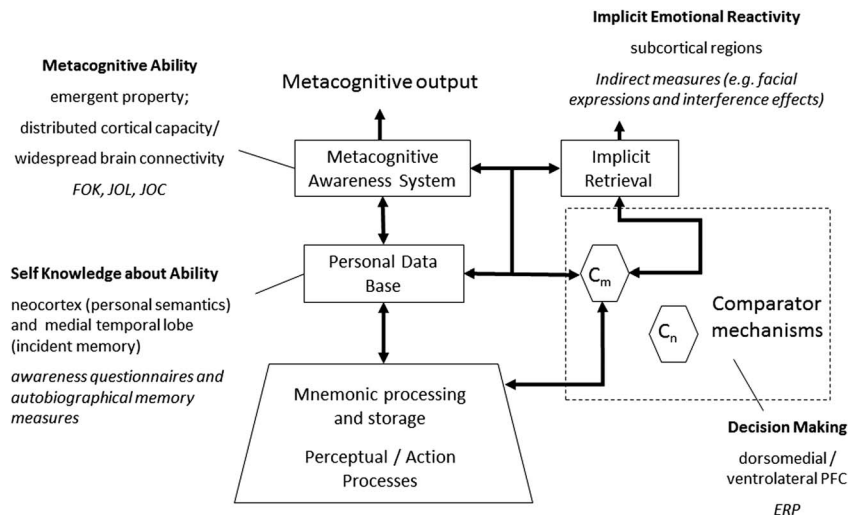 Implicit Emotional Reactivity
subcortical regions
Indirect measures (e.g. facial
expressions and interference effects)
Metacognitive Ability
emergent property;
distributed cortical capacity/
widespread brain connectivity
FOK, JOL, JOC
Metacognitive output
Metacognitive
Awareness System
Implicit
Retrieval
Self Knowledge about Ability
neocortex (personal semantics)
and medial temporal lobe
(incident memory)
awareness questionnaires and
autobiographical memory
measures
Personal Data
Base
Cm
Cn
Comparator
mechanisms
Mnemonic processing
and storage
Perceptual / Action
Processes
Decision Making
dorsomedial /
ventrolateral PFC
ERP